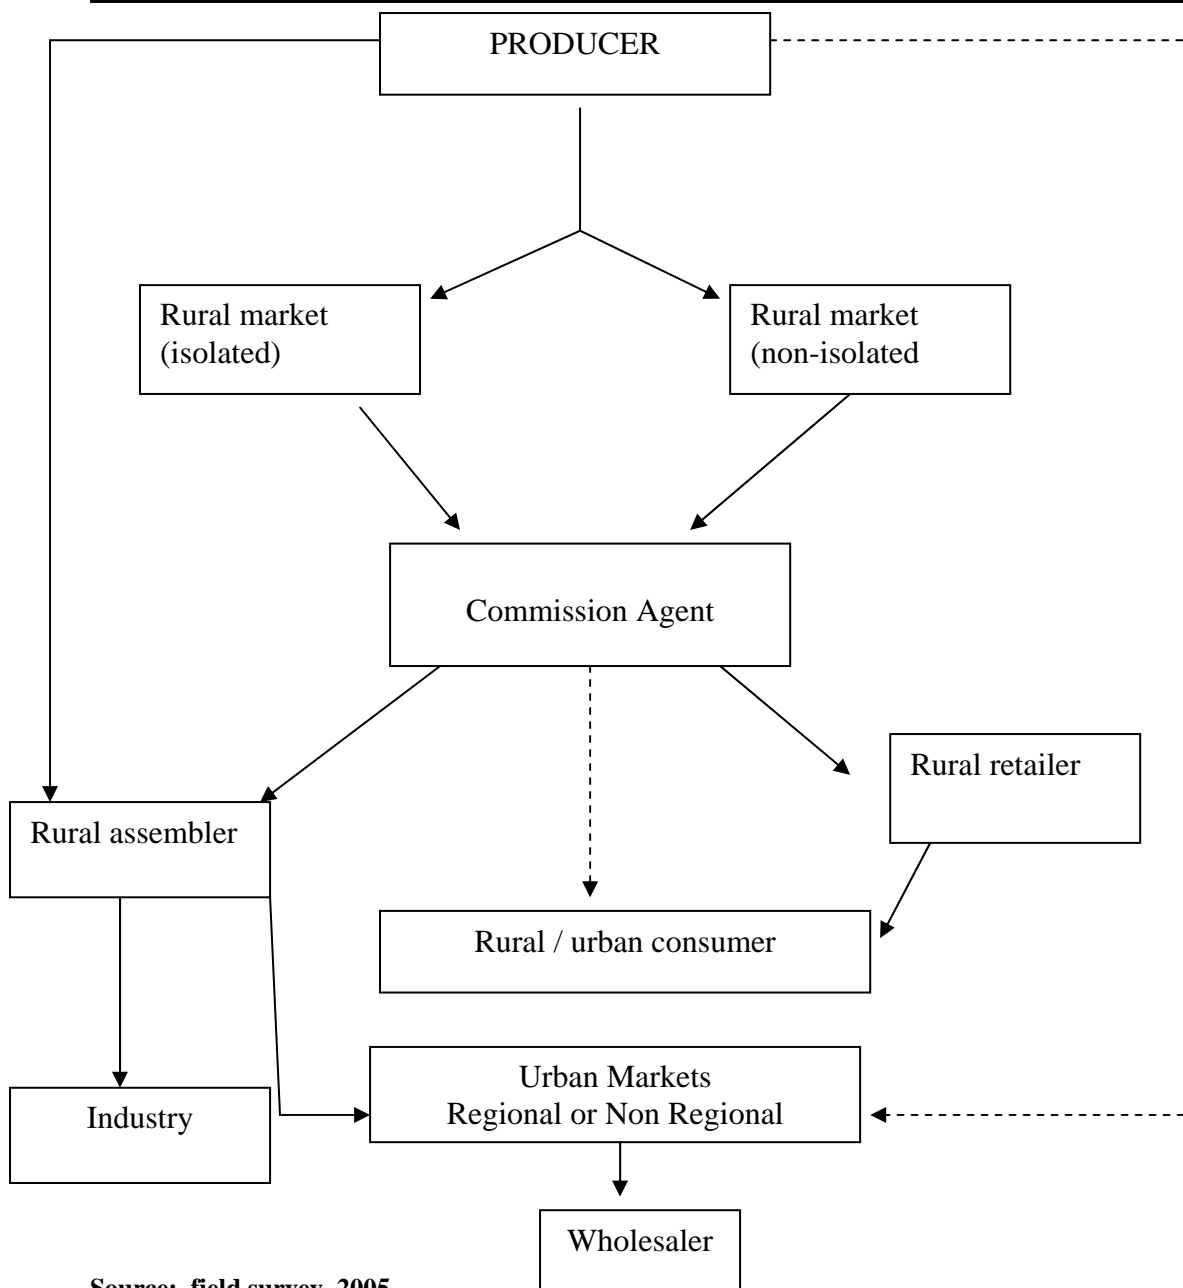 PRODUCER
Rural market
(isolated)
Rural market
(non-isolated
Commission Agent
Rural retailer
Rural assembler
Rural / urban consumer
Urban Markets
Regional or Non Regional
Industry
Wholesaler
Source: field survey, 2005